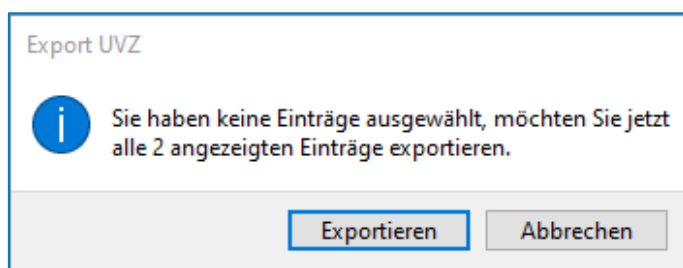 Export UVZ
Sie haben keine Einträge ausgewählt, möchten Sie jetzt
alle 2 angezeigten Einträge exportieren.
Exportieren Abbrechen